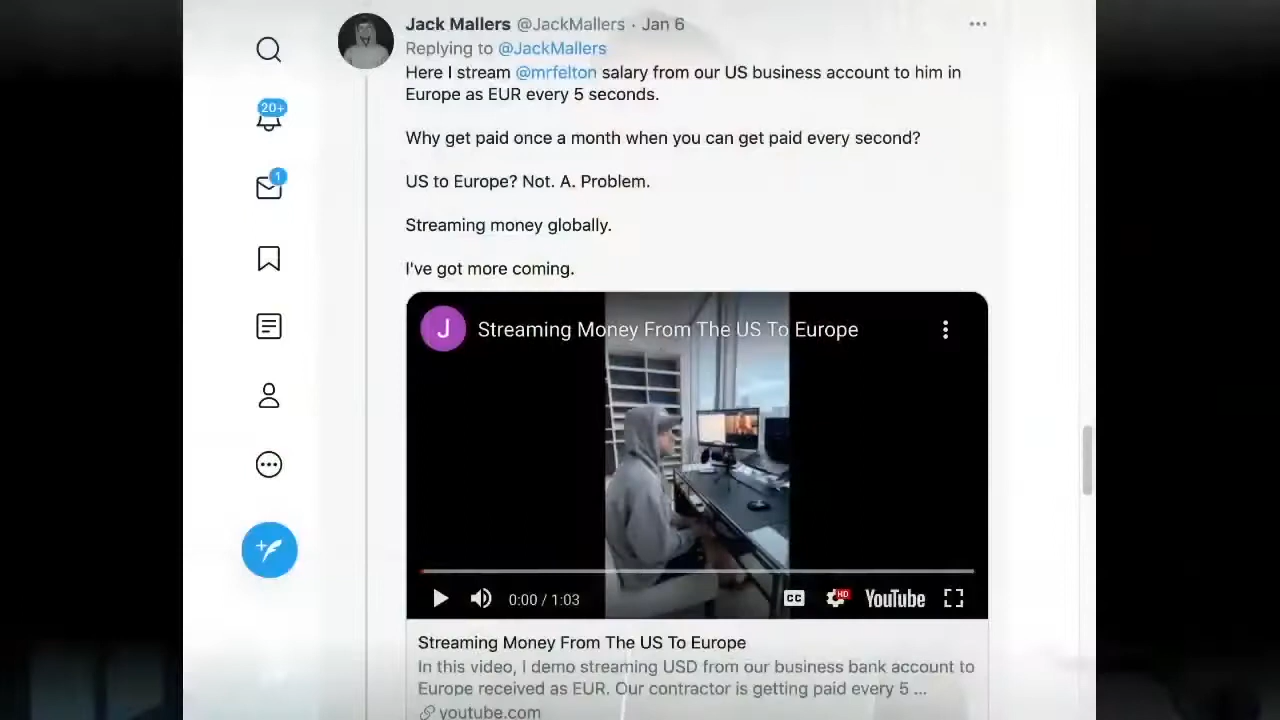 Jack Mallers @JackMallers · Jan 6
Replying to @JackMallers
Here I stream @mrfelton salary from our US business account to him in
Europe as EUR every 5 seconds.
Why get paid once a month when you can get paid every second?
US to Europe? Not. A. Problem.
Streaming money globally.
I've got more coming.
20+
1
J
Streaming Money From The US To Europe
0:00 / 1:03
CC
HD
YouTube
Streaming Money From The US To Europe
In this video, I demo streaming USD from our business bank account to
Europe received as EUR. Our contractor is getting paid every 5 ...
youtube.com